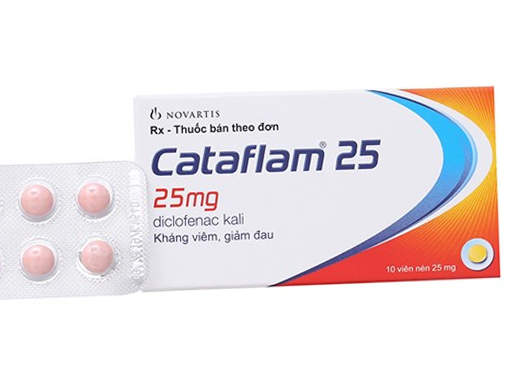 NOVARTIS
Rx - Thuốc bán theo đơn
Cataflam® 25
25mg
diclofenac kali
Kháng viêm, giảm đau
10 viên nén 25 mg